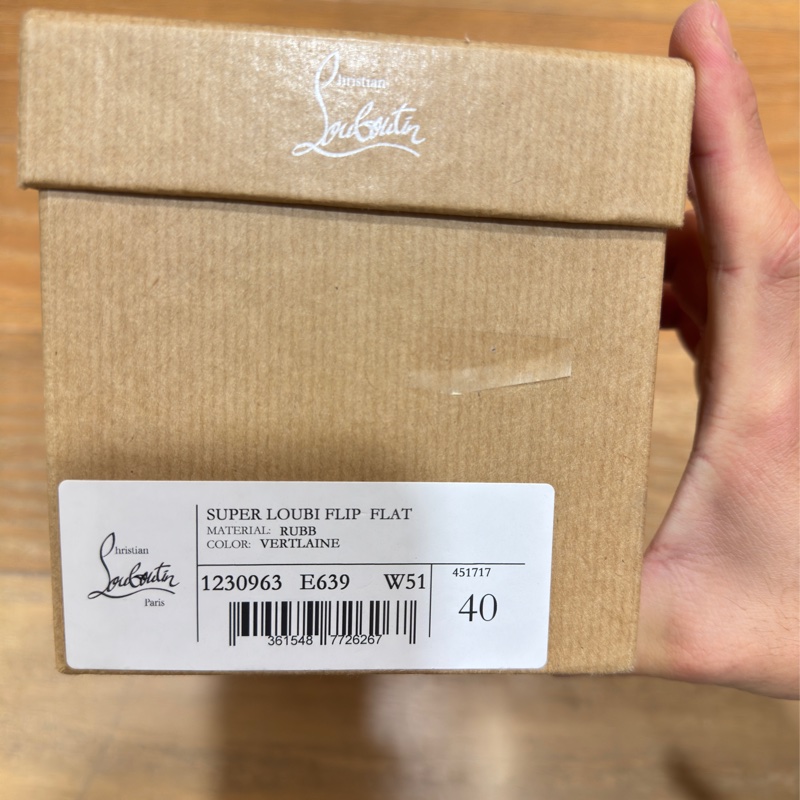 Christian
Louboutin
SUPER LOUBI FLIP FLAT
MATERIAL: RUBB
COLOR: VERTLAINE
Christian
Louboutin
Paris
1230963 E639 W51
451717
40
361548 7726267